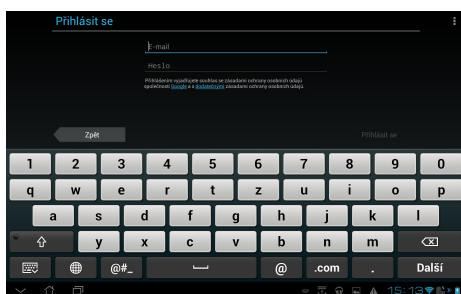 Přihlásit se
E-mail
Heslo
Přihlášením vyjadřujete souhlas se zásadami ochrany osobních údajů
společnosti Google a s dodatečnými zásadami ochrany osobních údajů.
Zpět
Přihlásit se
1 2 3 4 5 6 7 8 9 0
q w e r t z u i o p
a s d f g h j k l
y x c v b n m
@#_ @ .com . Další
15:13